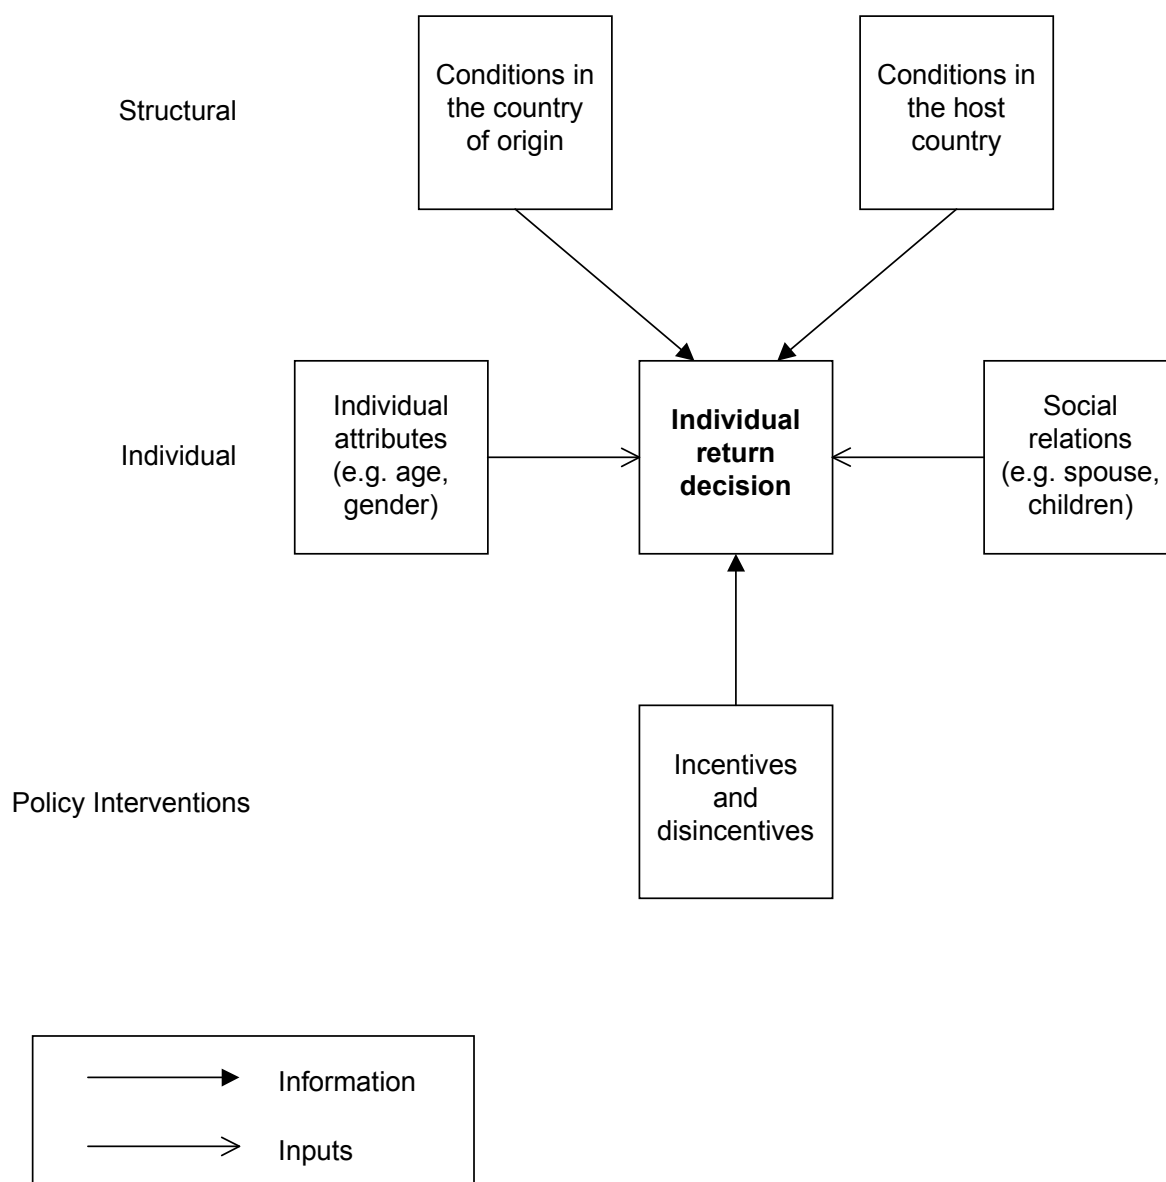 Structural
Conditions in
the country
of origin
Conditions in
the host
country
Individual
Individual
attributes
(e.g. age,
gender)
Individual
return
decision
Social
relations
(e.g. spouse,
children)
Policy Interventions
Incentives
and
disincentives
Information
Inputs